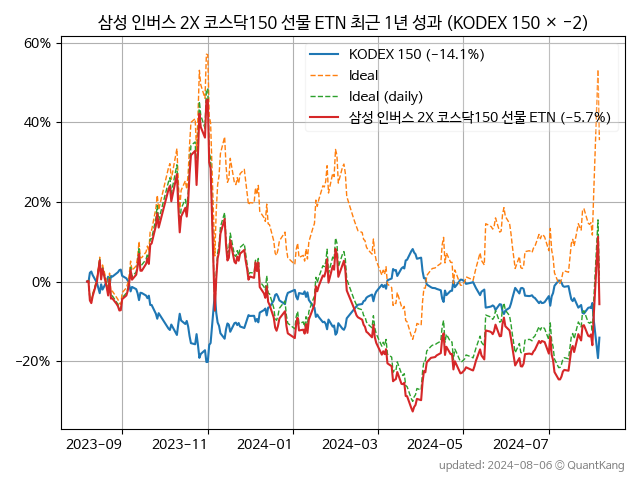 삼성 인버스 2X 코스닥150 선물 ETN 최근 1년 성과 (KODEX 150 × −2)
60%
40%
20%
0%
−20%
KODEX 150 (−14.1%)
Ideal
Ideal (daily)
삼성 인버스 2X 코스닥150 선물 ETN (−5.7%)
2023-09 2023-11 2024-01 2024-03 2024-05 2024-07
updated: 2024-08-06 © QuantKang